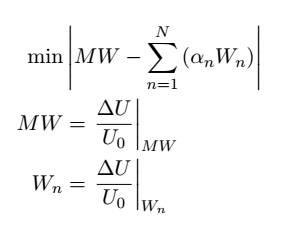 min |MW − ∑_{n=1}^{N} (α_n W_n)|
MW = ΔU/U_0 |_{MW}
W_n = ΔU/U_0 |_{W_n}